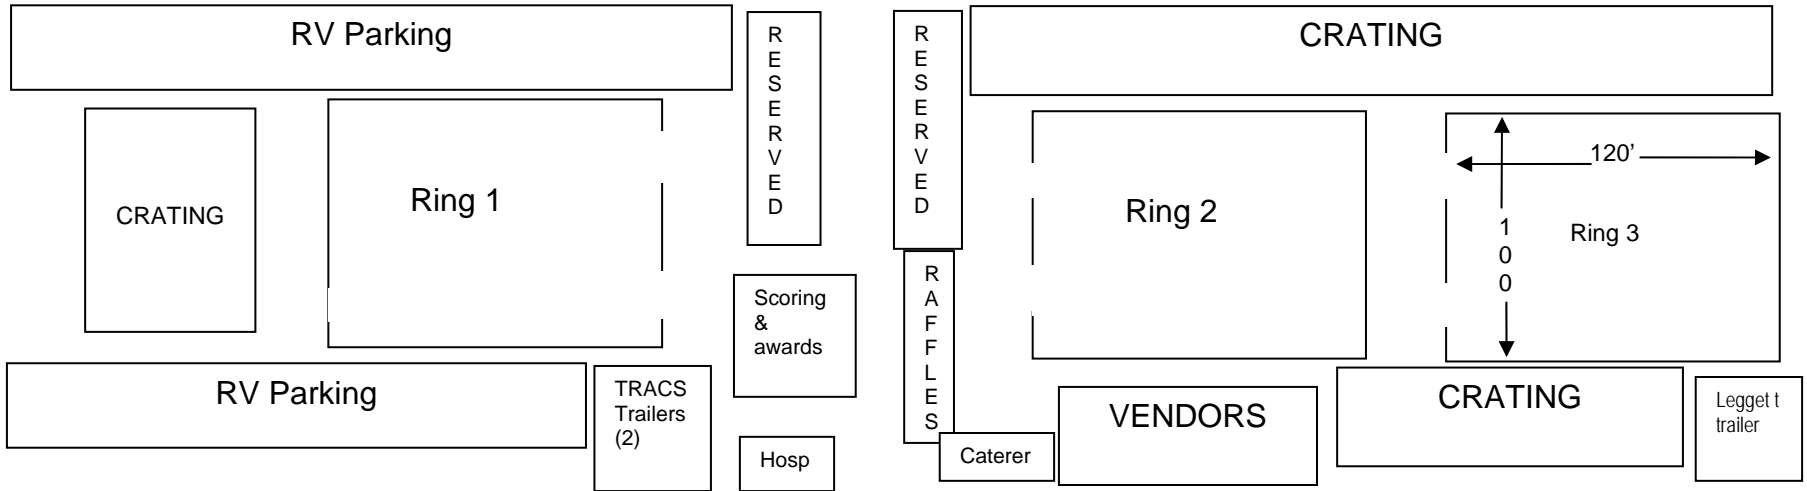 RV Parking
RESERVED
RESERVED
CRATING
CRATING
Ring 1
Ring 2
120'
100
Ring 3
Scoring
&
awards
RAFFLES
RV Parking
TRACS
Trailers
(2)
Hosp
Caterer
VENDORS
CRATING
Legget t
trailer